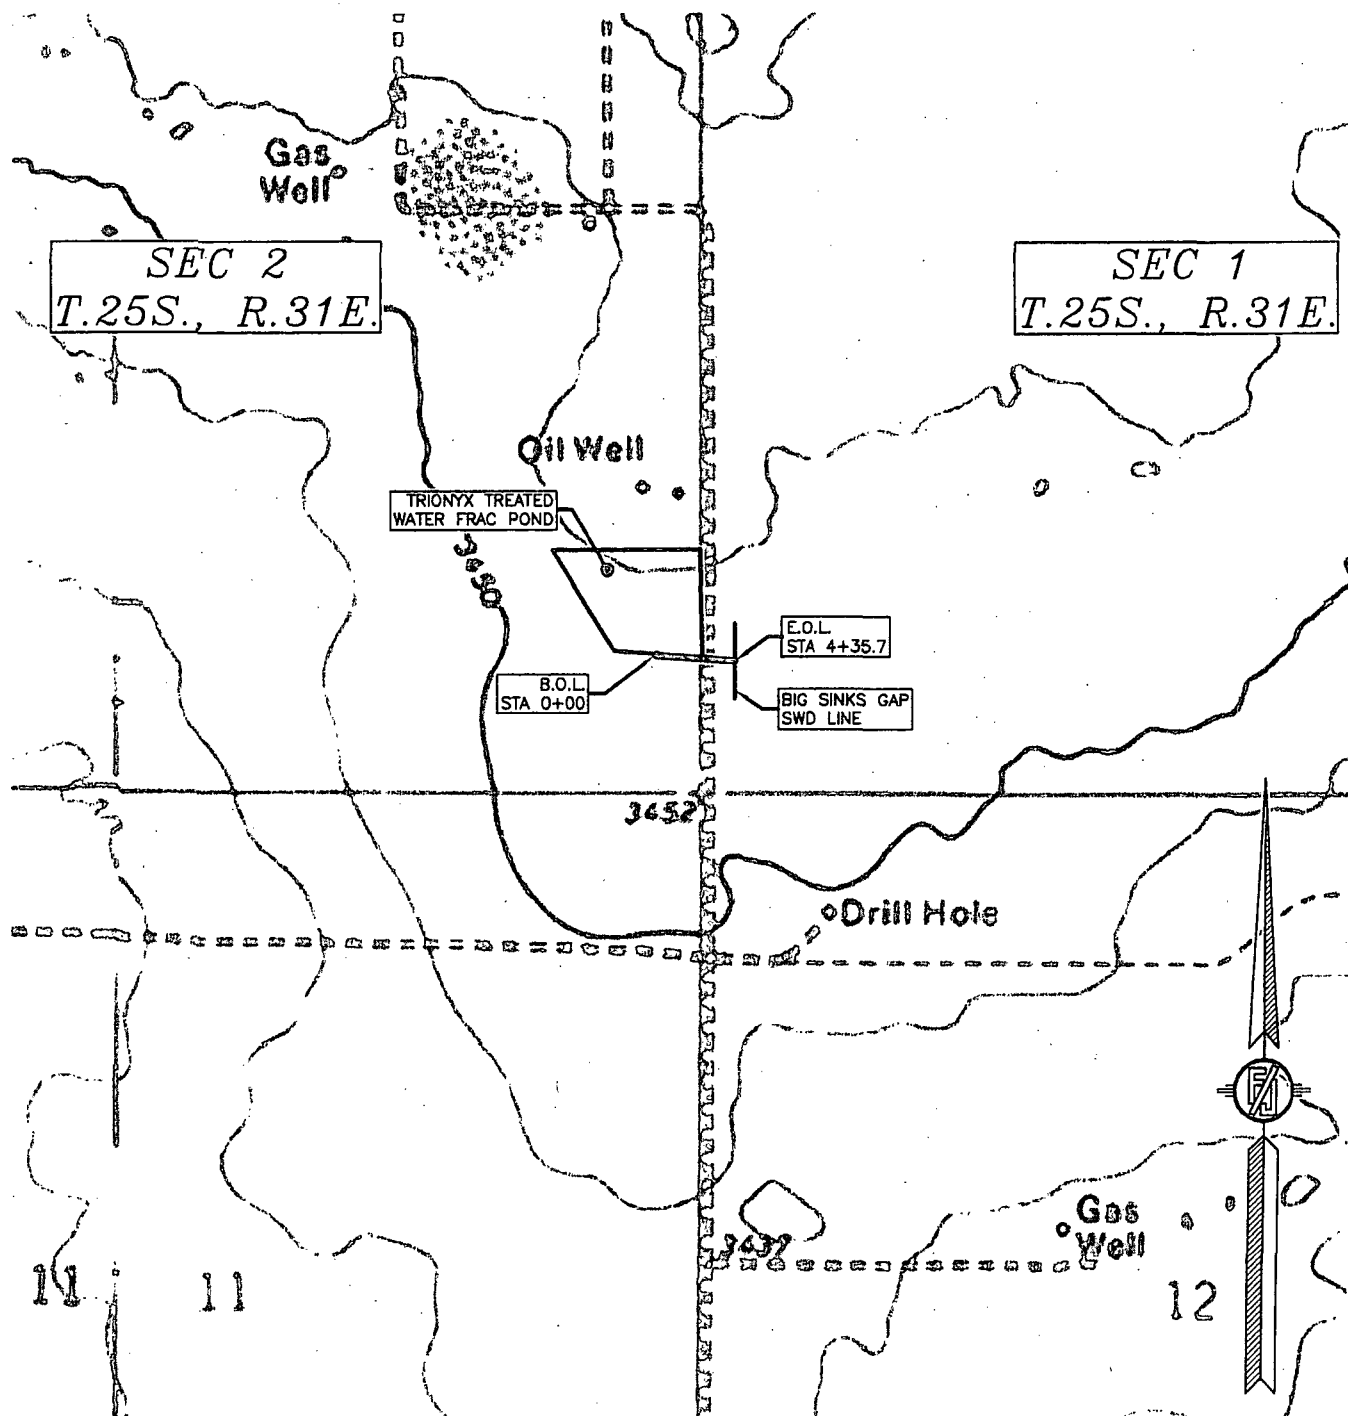 Gas
Well
SEC 2
T.25S., R.31E.
SEC 1
T.25S., R.31E.
Oil Well
TRIONYX TREATED
WATER FRAC POND
3450
E.O.L.
STA 4+35.7
B.O.L.
STA 0+00
BIG SINKS GAP
SWD LINE
3452
Drill Hole
Gas
Well
3437
11
11
12